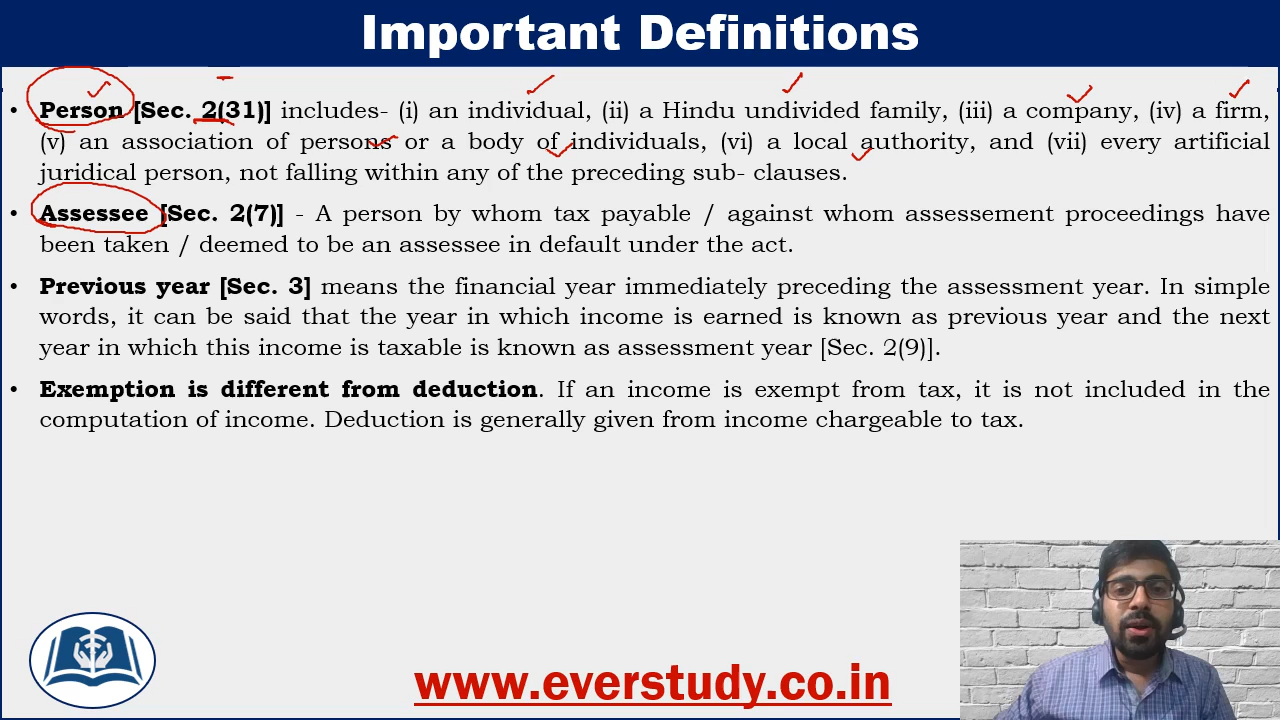 Important Definitions
• Person [Sec. 2(31)] includes- (i) an individual, (ii) a Hindu undivided family, (iii) a company, (iv) a firm,
(v) an association of persons or a body of individuals, (vi) a local authority, and (vii) every artificial
juridical person, not falling within any of the preceding sub- clauses.
• Assessee [Sec. 2(7)] - A person by whom tax payable / against whom assessement proceedings have
been taken / deemed to be an assessee in default under the act.
• Previous year [Sec. 3] means the financial year immediately preceding the assessment year. In simple
words, it can be said that the year in which income is earned is known as previous year and the next
year in which this income is taxable is known as assessment year [Sec. 2(9)].
• Exemption is different from deduction. If an income is exempt from tax, it is not included in the
computation of income. Deduction is generally given from income chargeable to tax.
www.everstudy.co.in